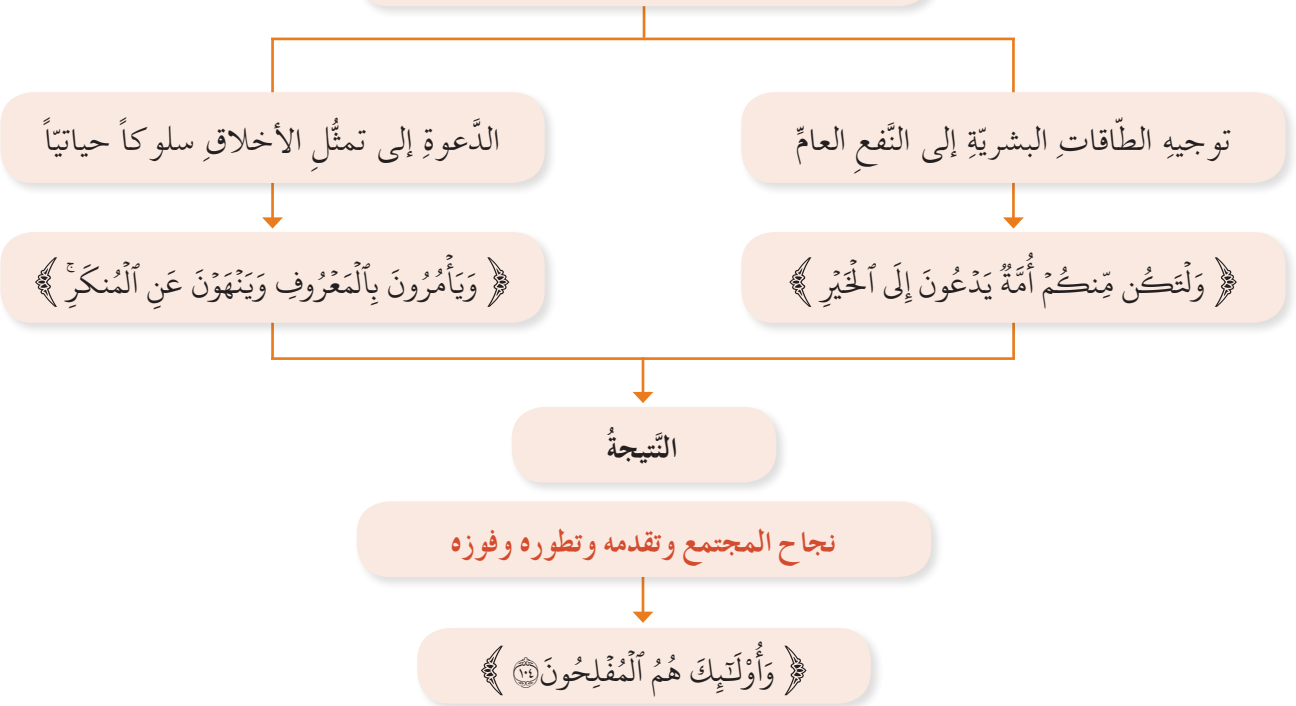 توجيهِ الطّاقاتِ البشريّةِ إلى النَّفعِ العامِّ
الدَّعوةِ إلى تمثُّلِ الأخلاقِ سلوكاً حياتيّاً
﴿ وَلۡتَكُن مِّنكُمۡ أُمَّةٞ يَدۡعُونَ إِلَى ٱلۡخَيۡرِ ﴾
﴿ وَيَأۡمُرُونَ بِٱلۡمَعۡرُوفِ وَيَنۡهَوۡنَ عَنِ ٱلۡمُنكَرِۚ ﴾
النَّتيجةُ
نجاح المجتمع وتقدمه وتطوره وفوزه
﴿ وَأُوْلَٰٓئِكَ هُمُ ٱلۡمُفۡلِحُونَ ١٠٤ ﴾